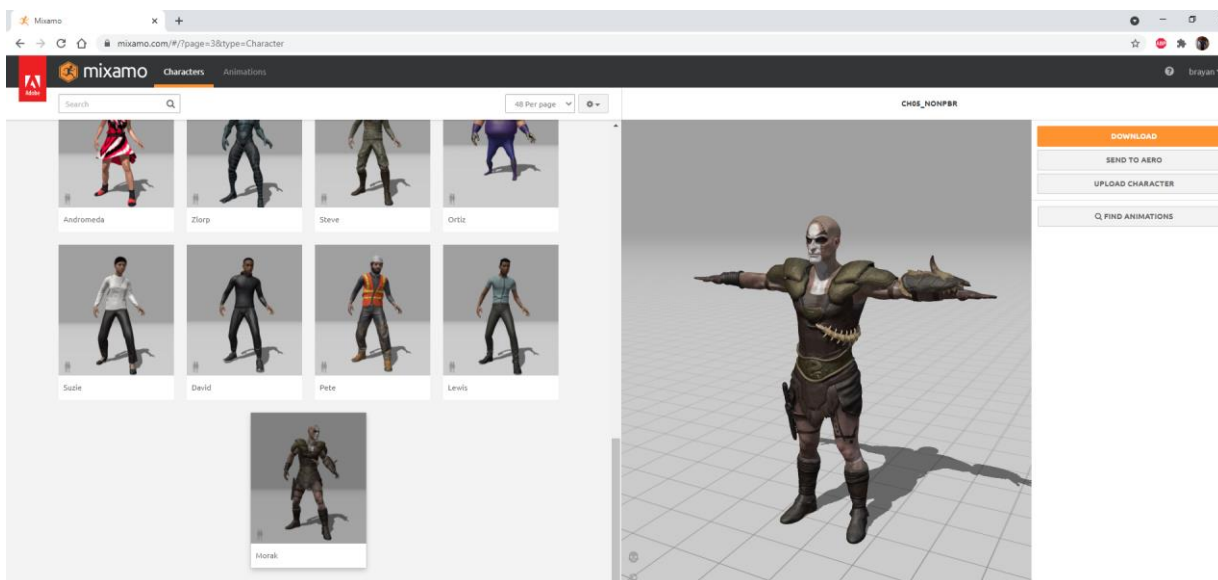 Mixamo
mixamo.com/#/?page=3&type=Character
Adobe
mixamo
Characters
Animations
brayan
Search
48 Per page
CH05_NONPBR
DOWNLOAD
SEND TO AERO
UPLOAD CHARACTER
FIND ANIMATIONS
Andromeda
Zlorp
Steve
Ortiz
Suzie
David
Pete
Lewis
Morak